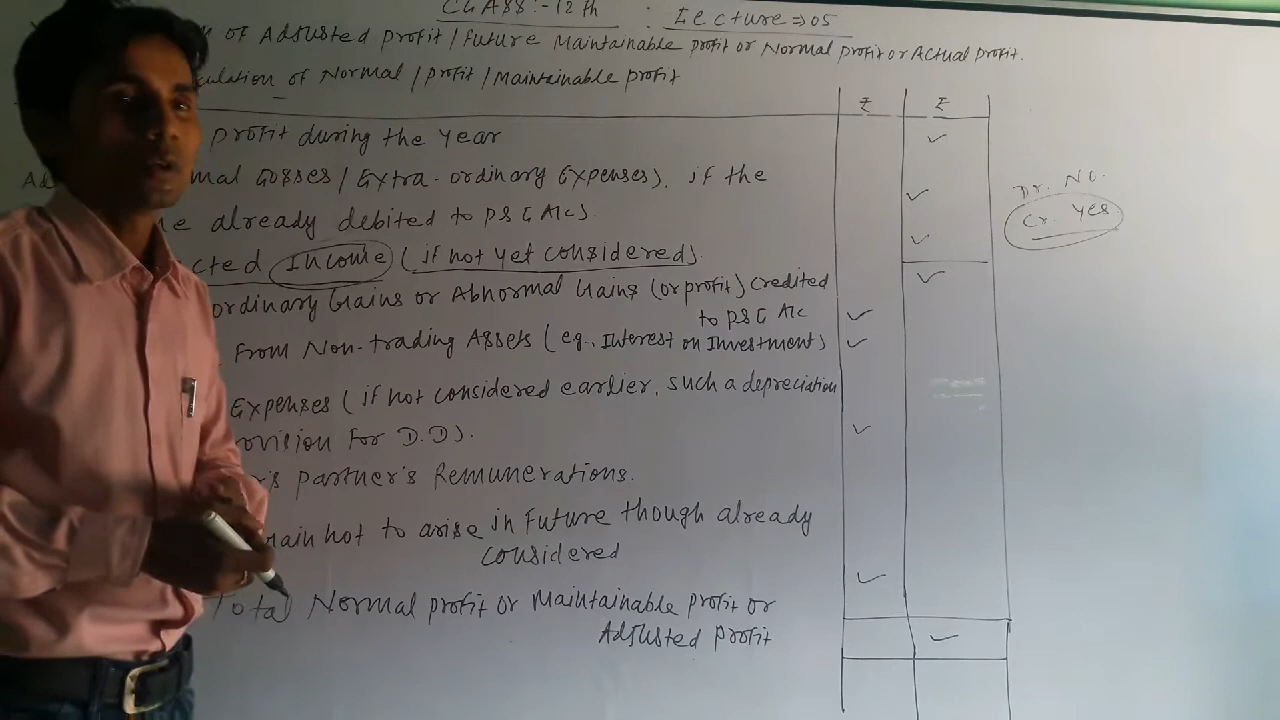 CLASS:-12th : Lecture⇒05
of Adjusted profit/Future Maintainable profit or Normal profit or Actual profit.
culation of Normal/profit/Maintainable profit
₹ ₹
profit during the Year
mal Losses/Extra-ordinary Expenses). if the
already debited to P&L A/c).
cted Income (if not yet considered).
ordinary Gains or Abnormal Gains (or profit) credited
to P&L A/c
From Non-trading Assets (eg., Interest on Investment)
Expenses (if not considered earlier, such a depreciation
ovision For D.D).
's Partner's Remunerations.
not to arise in Future though already
considered
Total Normal profit or Maintainable profit or
Adjusted profit
Dr. No.
Cr. Yes